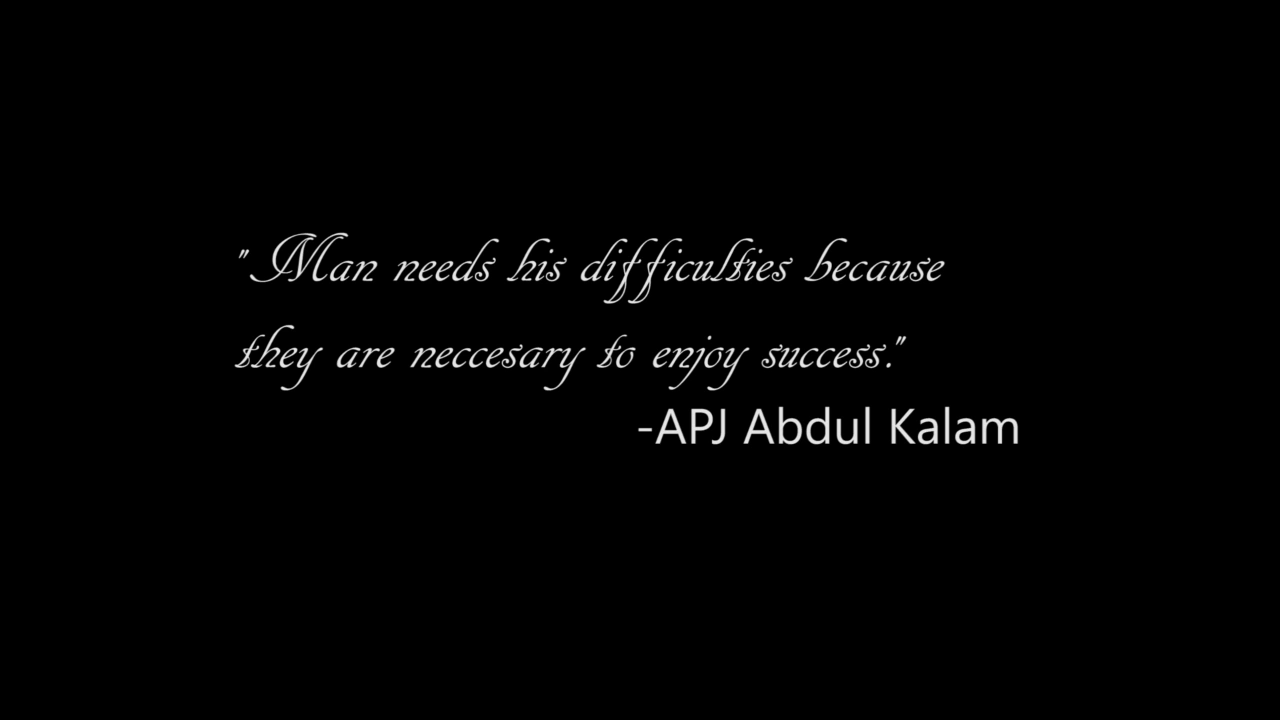 "Man needs his difficulties because
they are neccesary to enjoy success."
-APJ Abdul Kalam